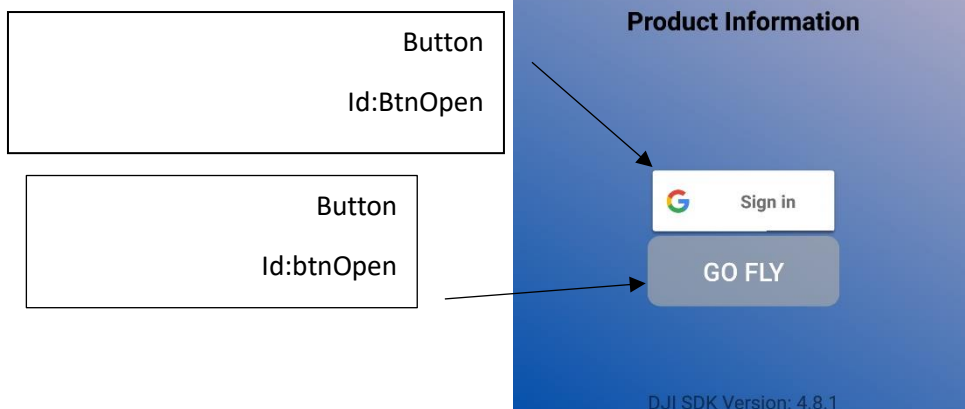 Button
Id:BtnOpen
Button
Id:btnOpen
Product Information
Sign in
GO FLY
DJI SDK Version: 4.8.1